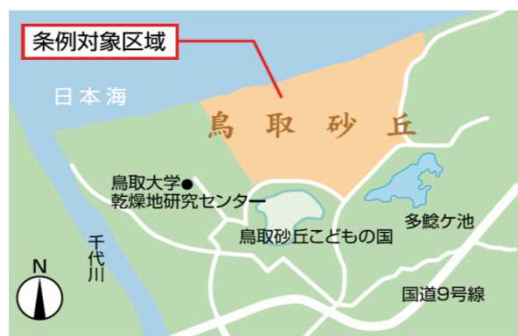 条例対象区域
日本海
鳥取砂丘
鳥取大学
乾燥地研究センター
鳥取砂丘こどもの国
多鯰ケ池
千代川
国道9号線
N